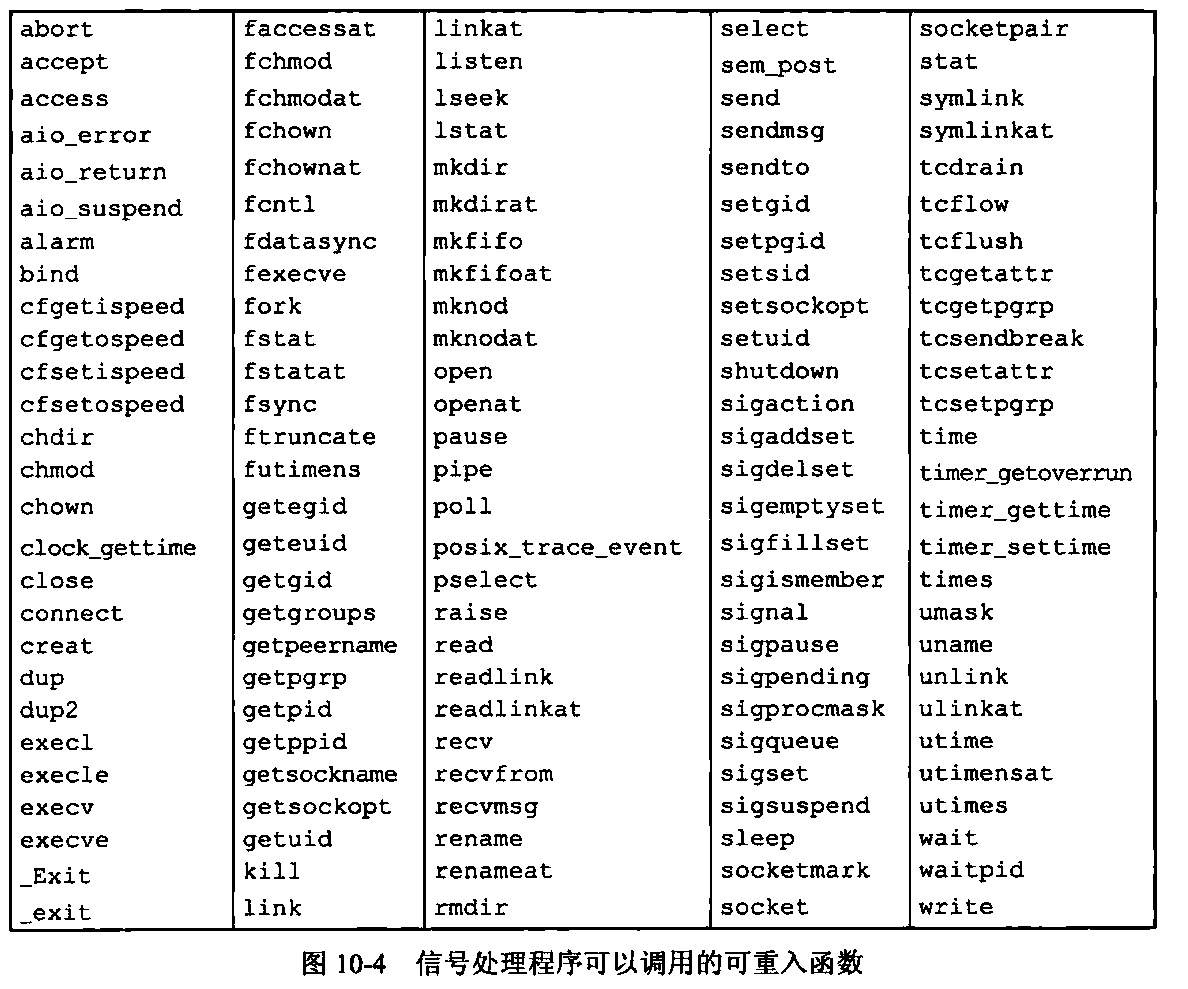 abort faccessat linkat select socketpair
accept fchmod listen sem_post stat
access fchmodat lseek send symlink
aio_error fchown lstat sendmsg symlinkat
aio_return fchownat mkdir sendto tcdrain
aio_suspend fcntl mkdirat setgid tcflow
alarm fdatasync mkfifo setpgid tcflush
bind fexecve mkfifoat setsid tcgetattr
cfgetispeed fork mknod setsockopt tcgetpgrp
cfgetospeed fstat mknodat setuid tcsendbreak
cfsetispeed fstatat open shutdown tcsetattr
cfsetospeed fsync openat sigaction tcsetpgrp
chdir ftruncate pause sigaddset time
chmod futimens pipe sigdelset timer_getoverrun
chown getegid poll sigemptyset timer_gettime
clock_gettime geteuid posix_trace_event sigfillset timer_settime
close getgid pselect sigismember times
connect getgroups raise signal umask
creat getpeername read sigpause uname
dup getpgrp readlink sigpending unlink
dup2 getpid readlinkat sigprocmask ulinkat
execl getppid recv sigqueue utime
execle getsockname recvfrom sigset utimensat
execv getsockopt recvmsg sigsuspend utimes
execve getuid rename sleep wait
_Exit kill renameat socketmark waitpid
_exit link rmdir socket write
图 10-4 信号处理程序可以调用的可重入函数